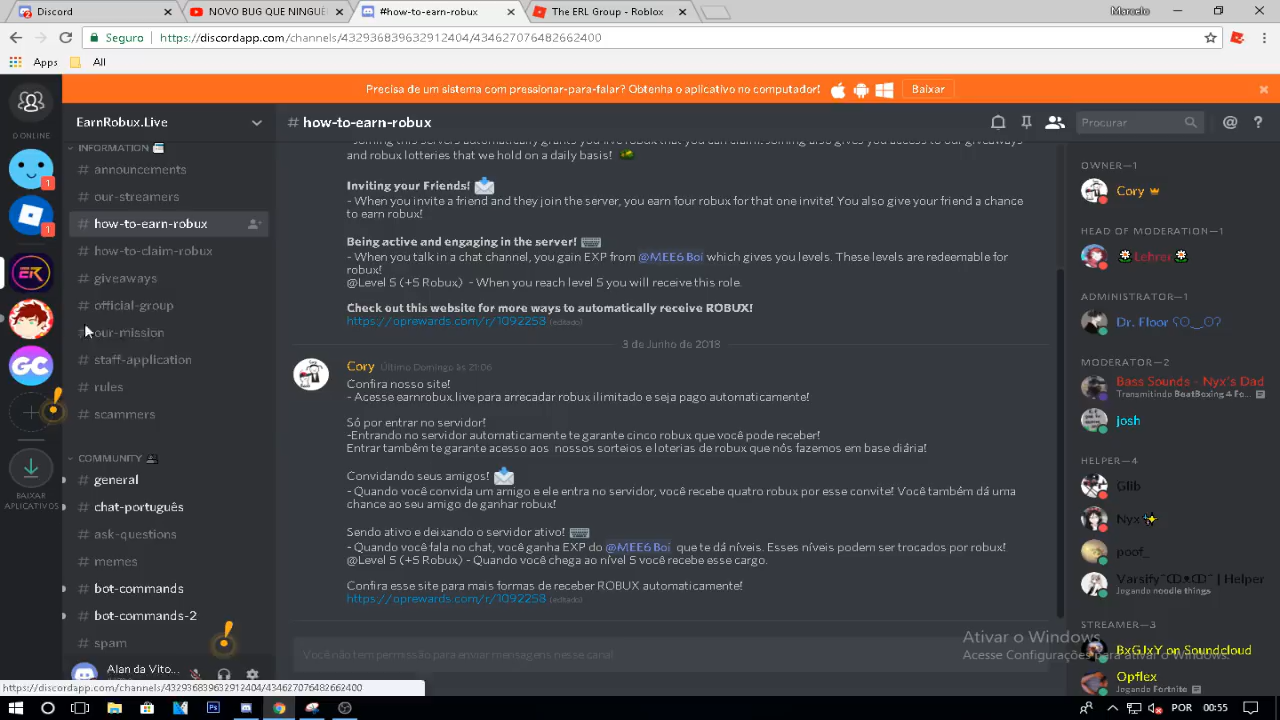 Discord
NOVO BUG QUE NINGUÉ
#how-to-earn-robux
The ERL Group - Roblox
Marcelo
Seguro
https://discordapp.com/channels/432936839632912404/434627076482662400
Apps
All
Precisa de um sistema com pressionar-para-falar? Obtenha o aplicativo no computador!
Baixar
0 ONLINE
1
1
ER
GC
BAIXAR
APLICATIVOS
EarnRobux.Live
INFORMATION
# announcements
# our-streamers
# how-to-earn-robux
# how-to-claim-robux
# giveaways
# official-group
# our-mission
# staff-application
# rules
# scammers
COMMUNITY
# general
# chat-português
# ask-questions
# memes
# bot-commands
# bot-commands-2
# spam
Alan da Vito...
# how-to-earn-robux
Procurar
and robux lotteries that we hold on a daily basis!
Inviting your Friends!
- When you invite a friend and they join the server, you earn four robux for that one invite! You also give your friend a chance
to earn robux!
Being active and engaging in the server!
- When you talk in a chat channel, you gain EXP from @MEE6 Boi which gives you levels. These levels are redeemable for
robux!
@Level 5 (+5 Robux) - When you reach level 5 you will receive this role.
Check out this website for more ways to automatically receive ROBUX!
https://oprewards.com/r/1092258 (editado)
3 de Junho de 2018
Cory Último Domingo às 21:06
Confira nosso site!
- Acesse earnrobux.live para arrecadar robux ilimitado e seja pago automaticamente!
Só por entrar no servidor!
-Entrando no servidor automaticamente te garante cinco robux que você pode receber!
Entrar também te garante acesso aos nossos sorteios e loterias de robux que nós fazemos em base diária!
Convidando seus amigos!
- Quando você convida um amigo e ele entra no servidor, você recebe quatro robux por esse convite! Você também dá uma
chance ao seu amigo de ganhar robux!
Sendo ativo e deixando o servidor ativo!
- Quando você fala no chat, você ganha EXP do @MEE6 Boi que te dá níveis. Esses níveis podem ser trocados por robux!
@Level 5 (+5 Robux) - Quando você chega ao nível 5 você recebe esse cargo.
Confira esse site para mais formas de receber ROBUX automaticamente!
https://oprewards.com/r/1092258 (editado)
Você não tem permissão para enviar mensagens nesse canal
OWNER—1
Cory
HEAD OF MODERATION—1
Lehrer
ADMINISTRATOR—1
Dr. Floor
MODERATOR—2
Bass Sounds - Nyx's Dad
Transmitindo BeatBoxing 4 Fo...
josh
HELPER—4
Glib
Nyx
poof_
| Helper
Jogando noodle things
STREAMER—3
BxGJxY on Soundcloud
Opflex
Jogando Fortnite
Ativar o Windows
Acesse Configurações para ativar o Windows.
https://discordapp.com/channels/432936839632912404/434627076482662400
POR
00:55